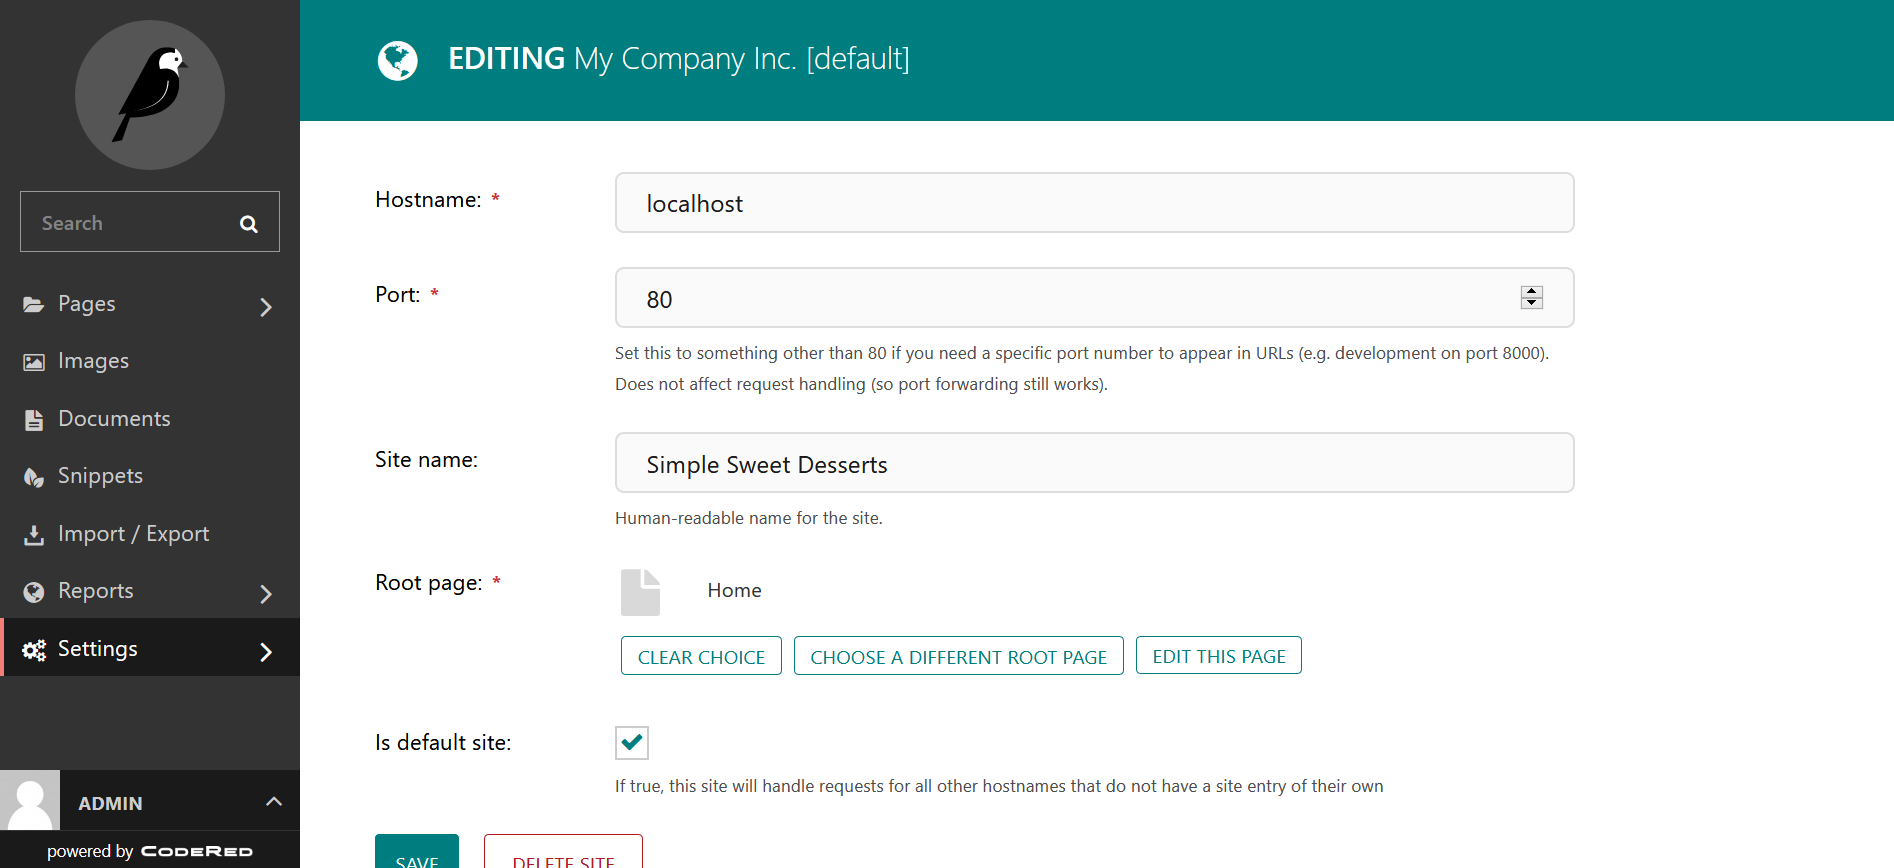 EDITING My Company Inc. [default]
Search
Pages
Images
Documents
Snippets
Import / Export
Reports
Settings
ADMIN
powered by CODERED
Hostname: *
localhost
Port: *
80
Set this to something other than 80 if you need a specific port number to appear in URLs (e.g. development on port 8000).
Does not affect request handling (so port forwarding still works).
Site name:
Simple Sweet Desserts
Human-readable name for the site.
Root page: *
Home
CLEAR CHOICE
CHOOSE A DIFFERENT ROOT PAGE
EDIT THIS PAGE
Is default site:
If true, this site will handle requests for all other hostnames that do not have a site entry of their own
SAVE
DELETE SITE